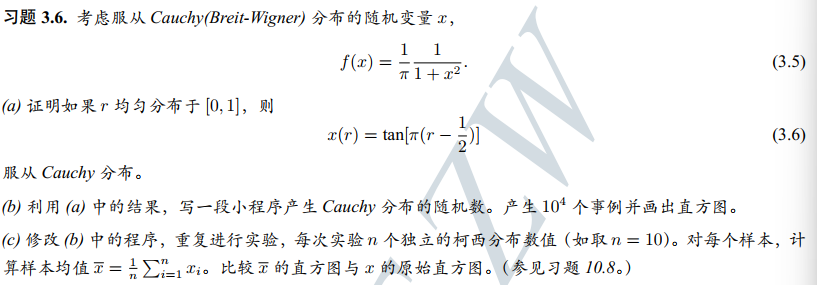 习题 3.6. 考虑服从 Cauchy(Breit-Wigner) 分布的随机变量 x，
f(x) = \frac{1}{π} \frac{1}{1 + x^2}. (3.5)
(a) 证明如果 r 均匀分布于 [0, 1]，则
x(r) = tan[π(r − \frac{1}{2})] (3.6)
服从 Cauchy 分布。
(b) 利用 (a) 中的结果，写一段小程序产生 Cauchy 分布的随机数。产生 10^4 个事例并画出直方图。
(c) 修改 (b) 中的程序，重复进行实验，每次实验 n 个独立的柯西分布数值（如取 n = 10）。对每个样本，计
算样本均值 \overline{x} = \frac{1}{n} \sum_{i=1}^{n} x_i。比较 \overline{x} 的直方图与 x 的原始直方图。（参见习题 10.8。）
ZW